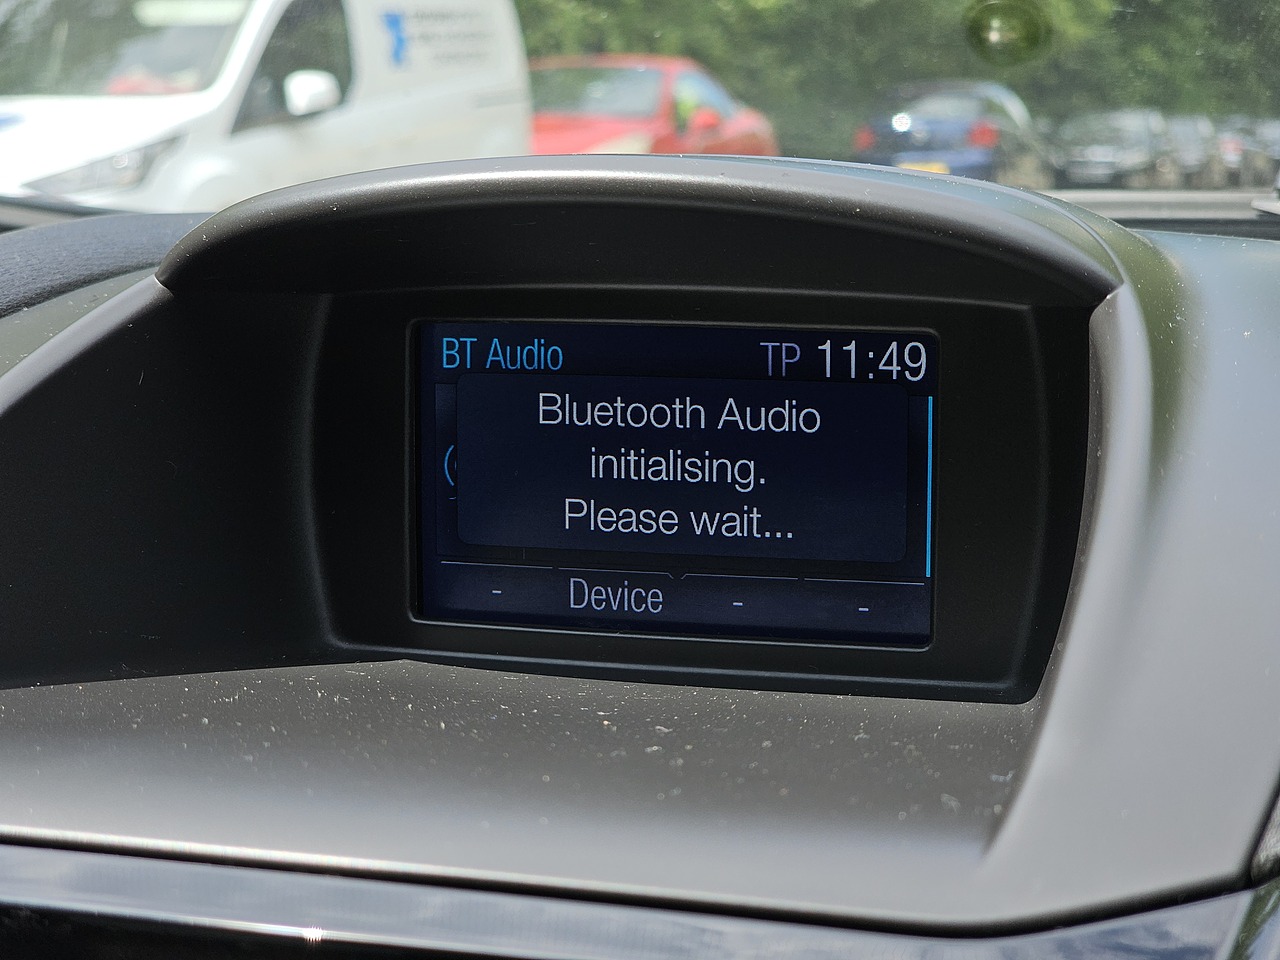 BT Audio TP 11:49
Bluetooth Audio
initialising.
Please wait...
- Device - -